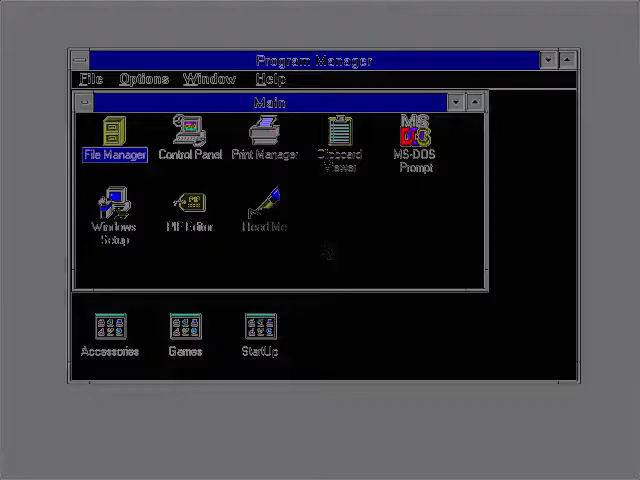 Program Manager
File Options Window Help
Main
File Manager Control Panel Print Manager Clipboard Viewer MS-DOS Prompt
Windows Setup PIF Editor Read Me
Accessories Games StartUp